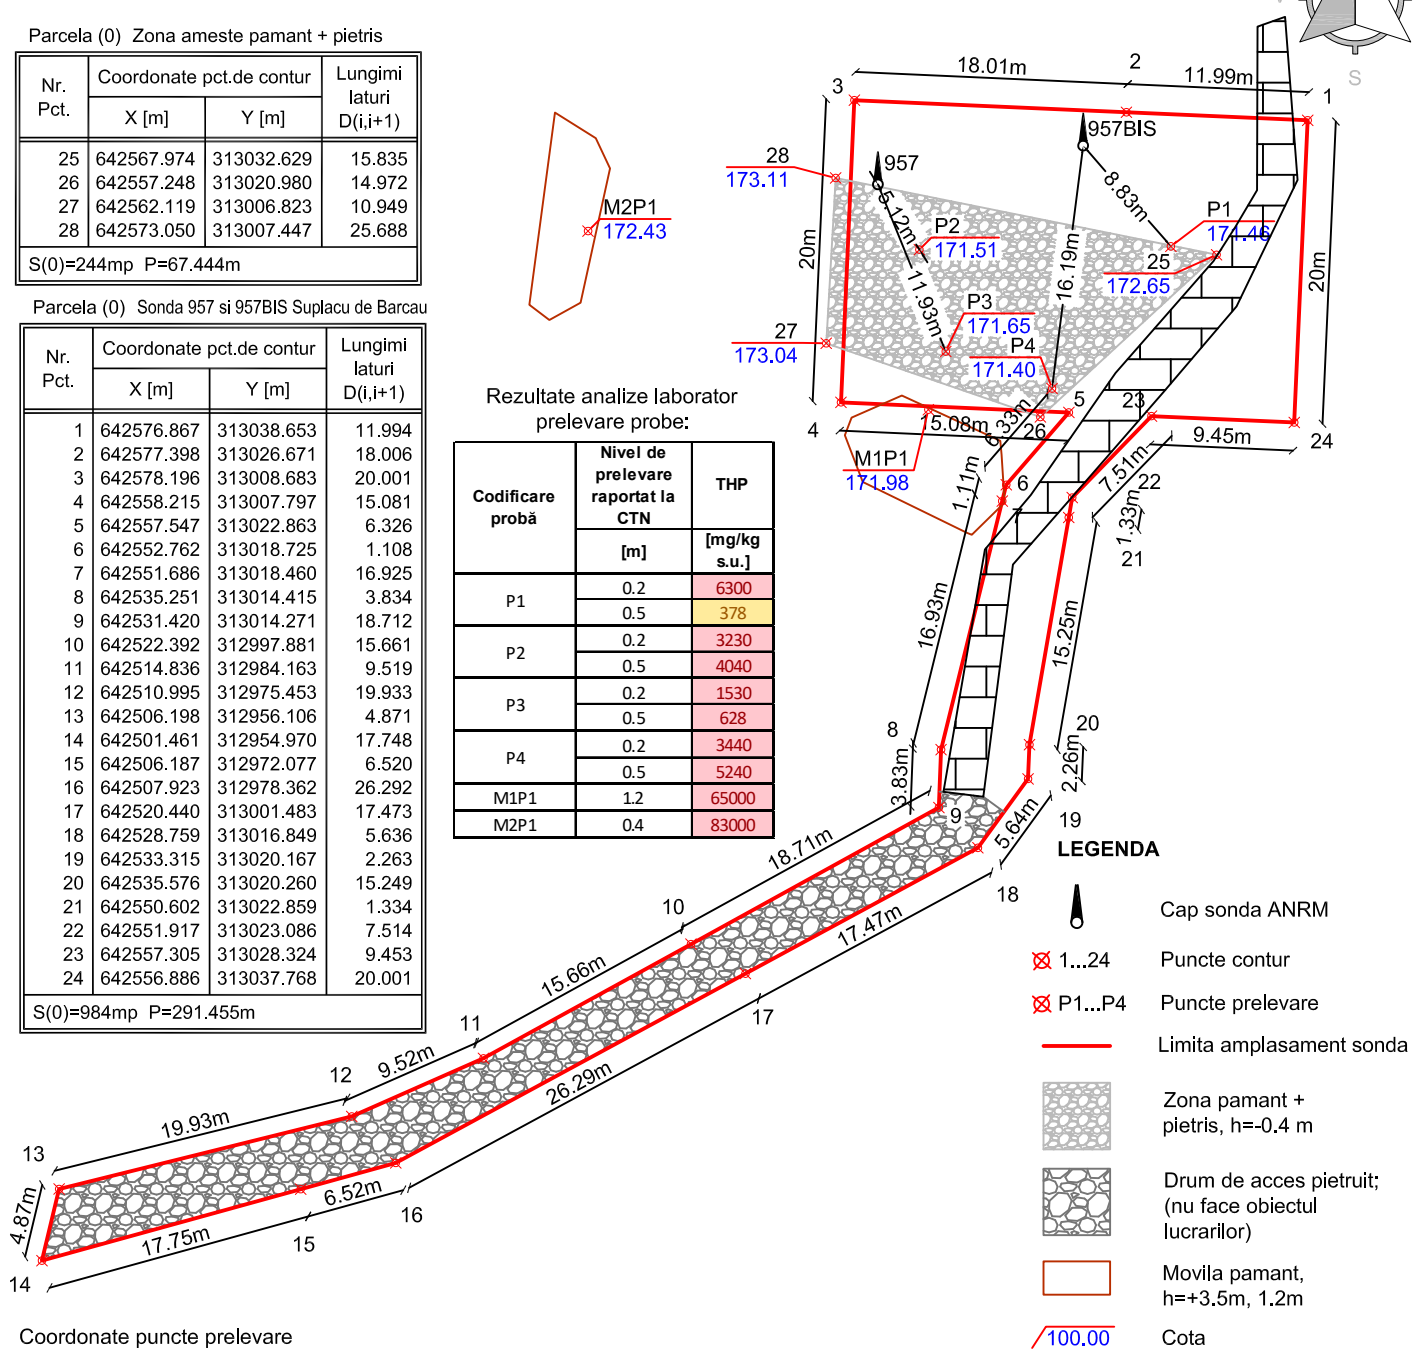 Parcela (0) Zona ameste pamant + pietris
Nr. Pct. Coordonate pct.de contur Lungimi laturi D(i,i+1)
X [m] Y [m]
25 642567.974 313032.629 15.835
26 642557.248 313020.980 14.972
27 642562.119 313006.823 10.949
28 642573.050 313007.447 25.688
S(0)=244mp P=67.444m
Parcela (0) Sonda 957 si 957BIS Suplacu de Barcau
Nr. Pct. Coordonate pct.de contur Lungimi laturi D(i,i+1)
X [m] Y [m]
1 642576.867 313038.653 11.994
2 642577.398 313026.671 18.006
3 642578.196 313008.683 20.001
4 642558.215 313007.797 15.081
5 642557.547 313022.863 6.326
6 642552.762 313018.725 1.108
7 642551.686 313018.460 16.925
8 642535.251 313014.415 3.834
9 642531.420 313014.271 18.712
10 642522.392 312997.881 15.661
11 642514.836 312984.163 9.519
12 642510.995 312975.453 19.933
13 642506.198 312956.106 4.871
14 642501.461 312954.970 17.748
15 642506.187 312972.077 6.520
16 642507.923 312978.362 26.292
17 642520.440 313001.483 17.473
18 642528.759 313016.849 5.636
19 642533.315 313020.167 2.263
20 642535.576 313020.260 15.249
21 642550.602 313022.859 1.334
22 642551.917 313023.086 7.514
23 642557.305 313028.324 9.453
24 642556.886 313037.768 20.001
S(0)=984mp P=291.455m
Rezultate analize laborator
prelevare probe:
Codificare probă Nivel de prelevare raportat la CTN THP
[m] [mg/kg s.u.]
P1 0.2 6300
0.5 378
P2 0.2 3230
0.5 4040
P3 0.2 1530
0.5 628
P4 0.2 3440
0.5 5240
M1P1 1.2 65000
M2P1 0.4 83000
S
18.01m
2
11.99m
3
1
957BIS
28
173.11
957
8.83m
P1
171.46
M2P1
172.43
5.12m
P2
171.51
16.19m
25
172.65
20m
20m
11.93m
P3
171.65
27
173.04
P4
171.40
4
15.08m
5
26
23
24
9.45m
6.33m
M1P1
171.98
1.11m
6
7
7.51m
22
1.33m
21
16.93m
15.25m
8
20
3.83m
2.26m
9
19
5.64m
18.71m
18
10
17.47m
15.66m
17
11
9.52m
26.29m
12
19.93m
13
6.52m
16
4.87m
17.75m
15
14
LEGENDA
Cap sonda ANRM
1...24 Puncte contur
P1...P4 Puncte prelevare
Limita amplasament sonda
Zona pamant +
pietris, h=-0.4 m
Drum de acces pietruit;
(nu face obiectul
lucrarilor)
Movila pamant,
h=+3.5m, 1.2m
100.00 Cota
Coordonate puncte prelevare